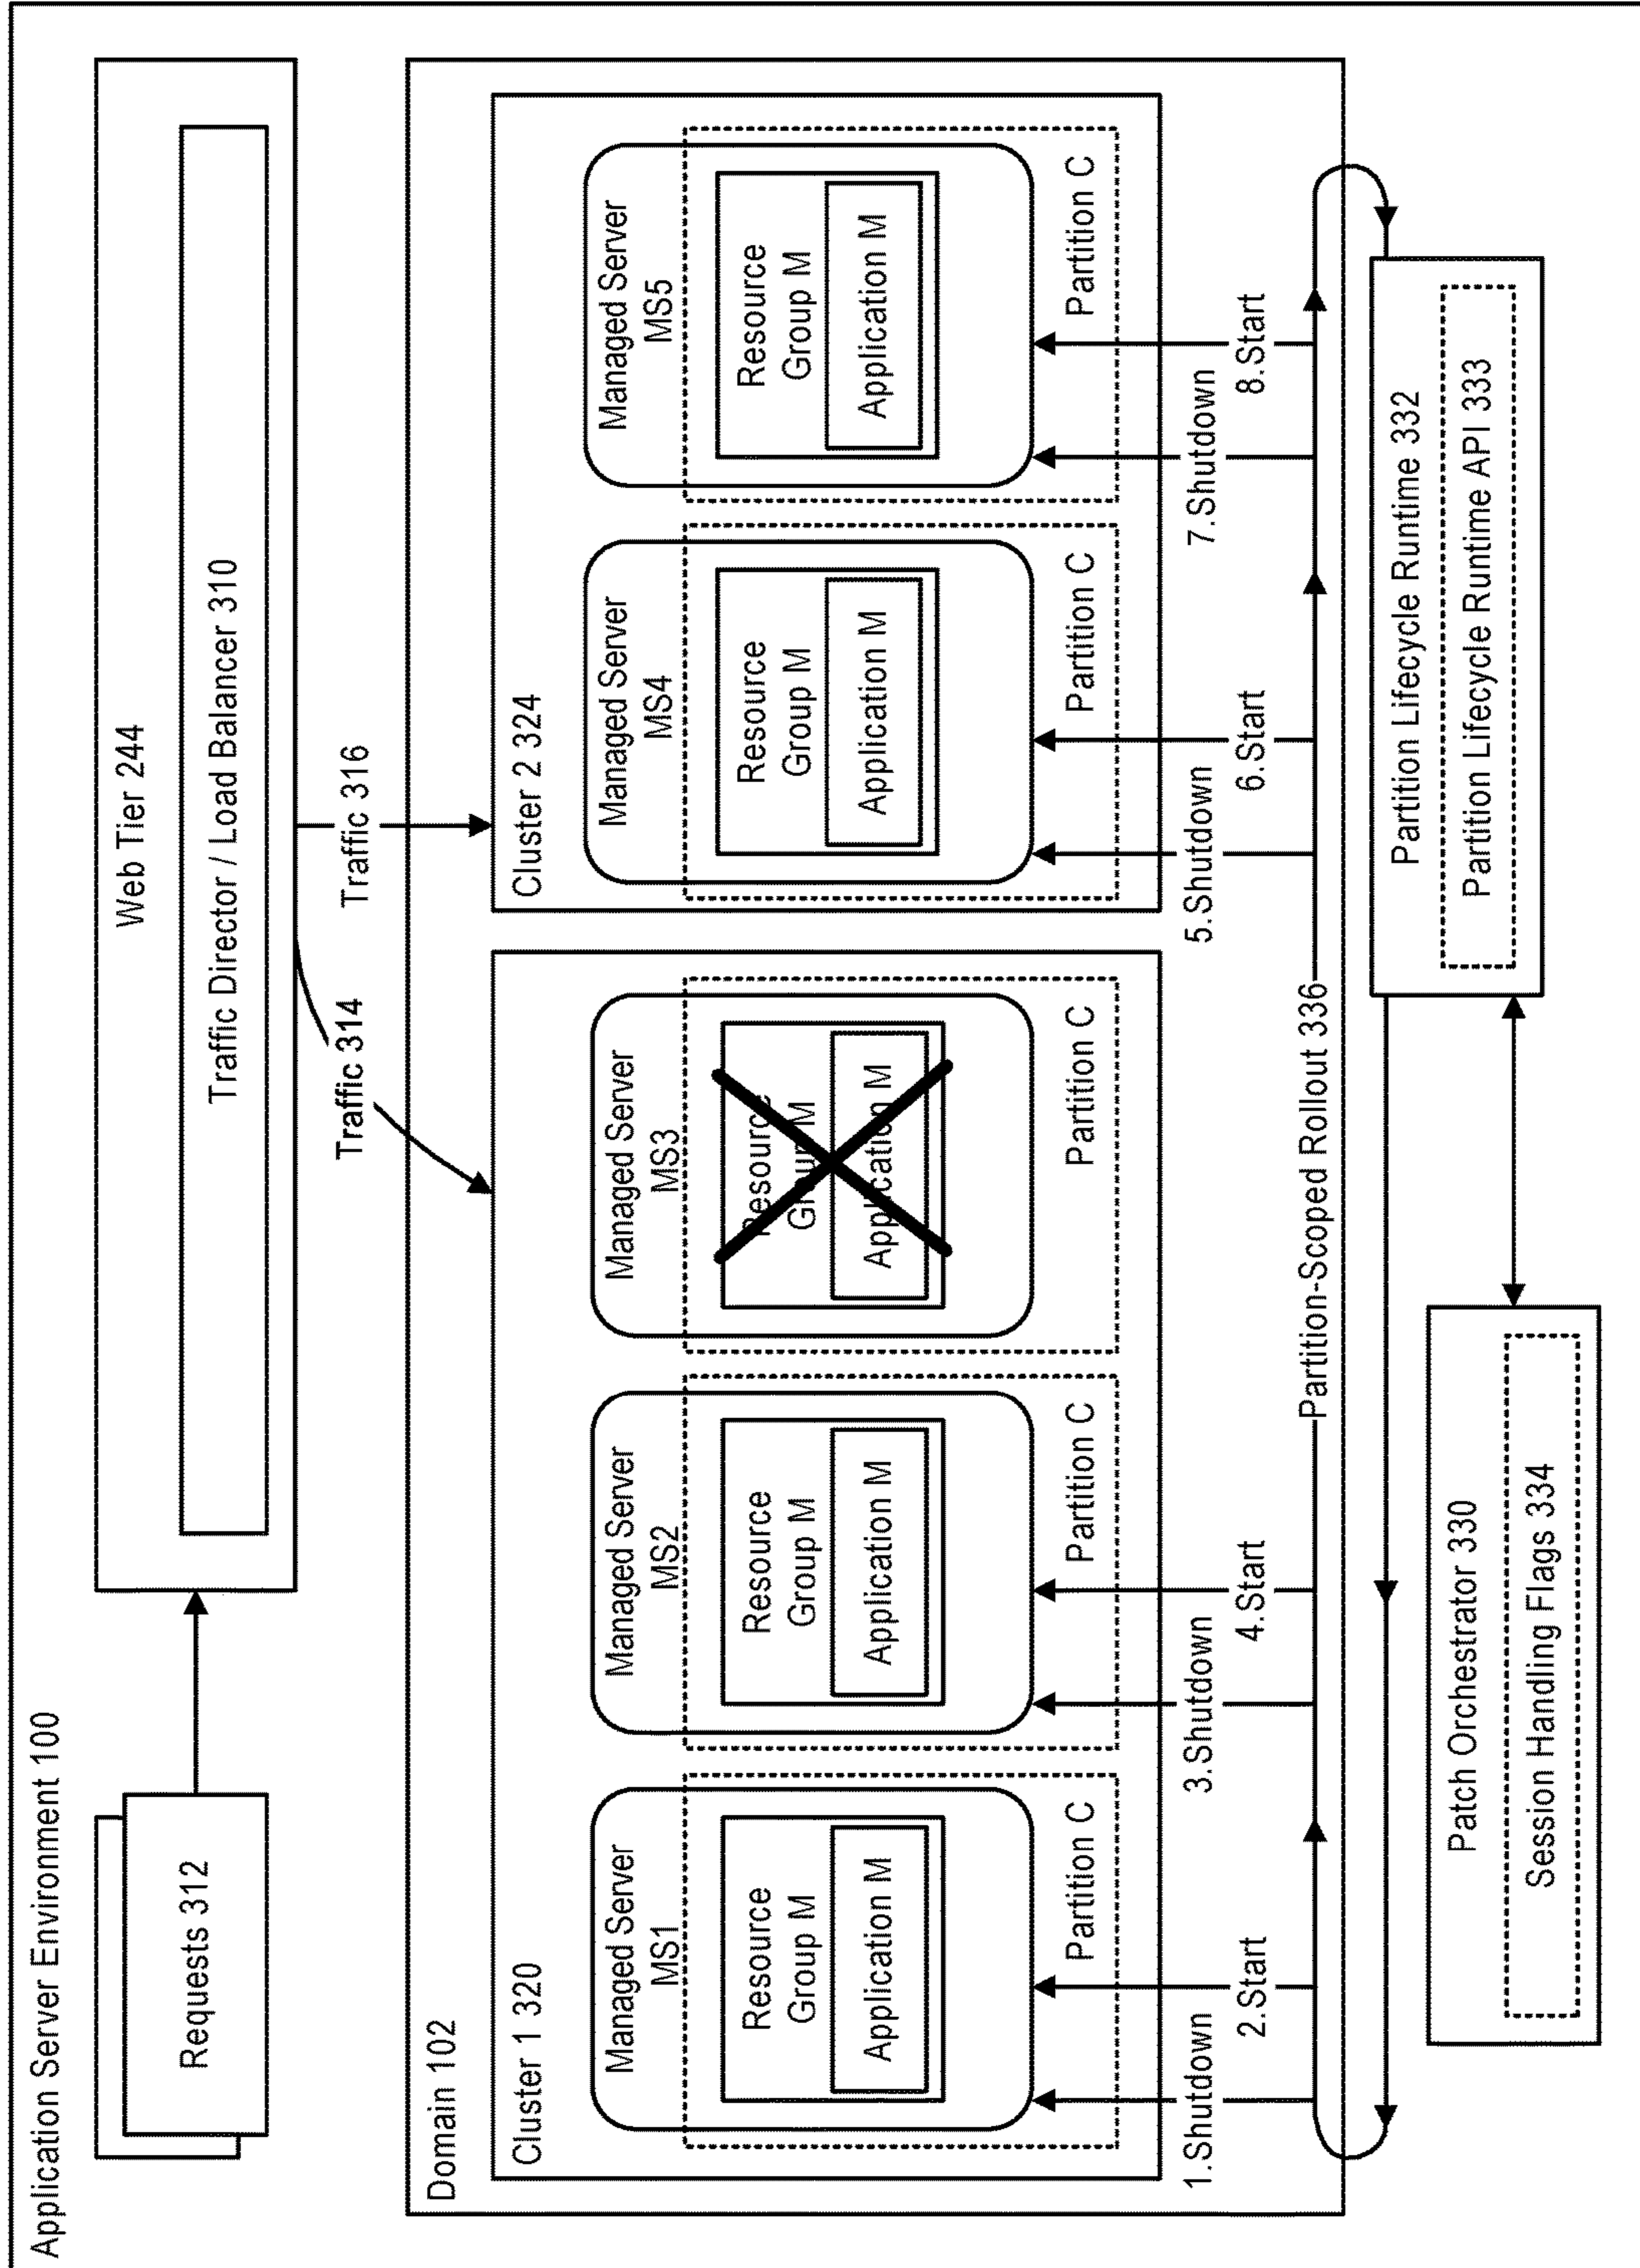 Application Server Environment 100
Requests 312
Web Tier 244
Traffic Director / Load Balancer 310
Traffic 314
Traffic 316
Domain 102
Cluster 1 320
Managed Server
MS1
Resource
Group M
Application M
Partition C
Managed Server
MS2
Resource
Group M
Application M
Partition C
Managed Server
MS3
Resource
Group M
Application M
Partition C
Cluster 2 324
Managed Server
MS4
Resource
Group M
Application M
Partition C
Managed Server
MS5
Resource
Group M
Application M
Partition C
1.Shutdown
2.Start
3.Shutdown
4.Start
5.Shutdown
6.Start
7.Shutdown
8.Start
Partition-Scoped Rollout 336
Patch Orchestrator 330
Session Handling Flags 334
Partition Lifecycle Runtime 332
Partition Lifecycle Runtime API 333